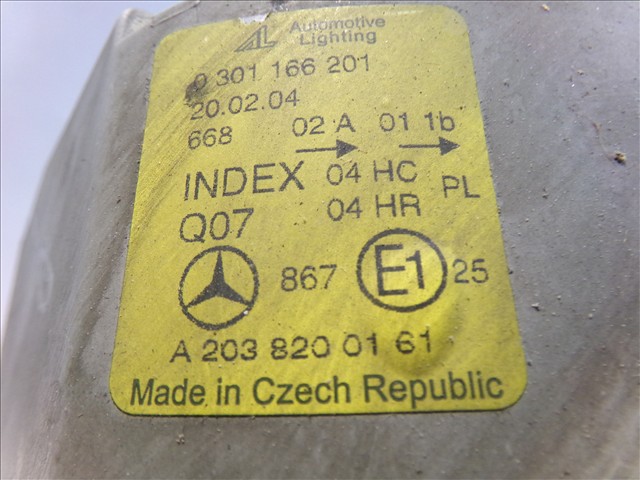 AL Automotive Lighting
0 301 166 201
20.02.04
668 02 A 01 1b
INDEX 04 HC PL
Q07 04 HR
867 E1 25
A 203 820 01 61
Made in Czech Republic